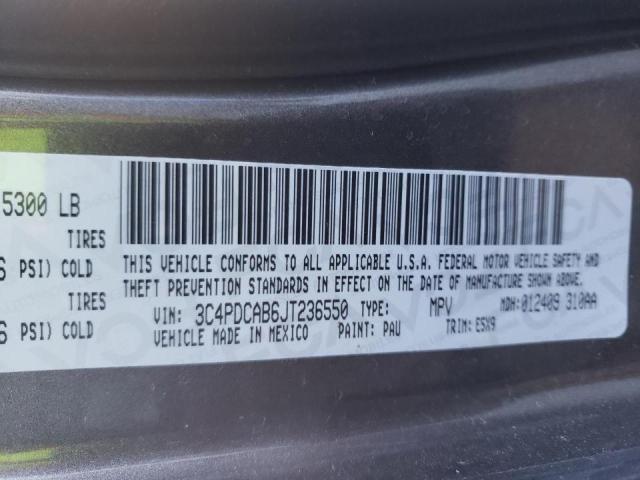 5300 LB
TIRES
PSI) COLD
TIRES
PSI) COLD
THIS VEHICLE CONFORMS TO ALL APPLICABLE U.S.A. FEDERAL MOTOR VEHICLE SAFETY AND
THEFT PREVENTION STANDARDS IN EFFECT ON THE DATE OF MANUFACTURE SHOWN ABOVE.
VIN: 3C4PDCAB6JT236550 TYPE: MPV MDH: 012409 310AA
VEHICLE MADE IN MEXICO PAINT: PAU TRIM: E5X9